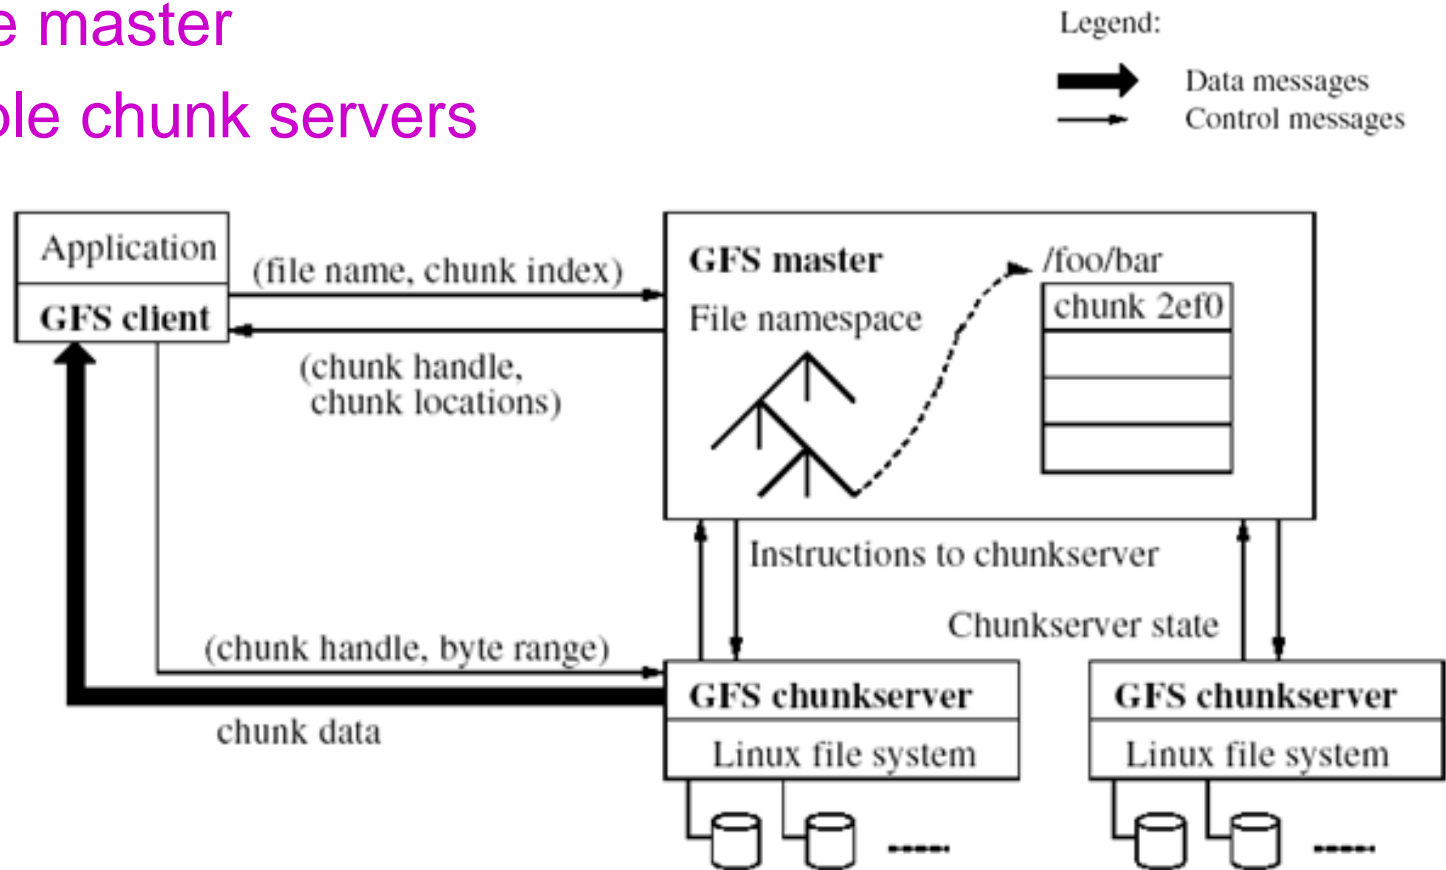 e master
ole chunk servers
Legend:
Data messages
Control messages
Application
GFS client
(file name, chunk index)
(chunk handle,
chunk locations)
GFS master
File namespace
/foo/bar
chunk 2ef0
Instructions to chunkserver
Chunkserver state
(chunk handle, byte range)
chunk data
GFS chunkserver
Linux file system
GFS chunkserver
Linux file system